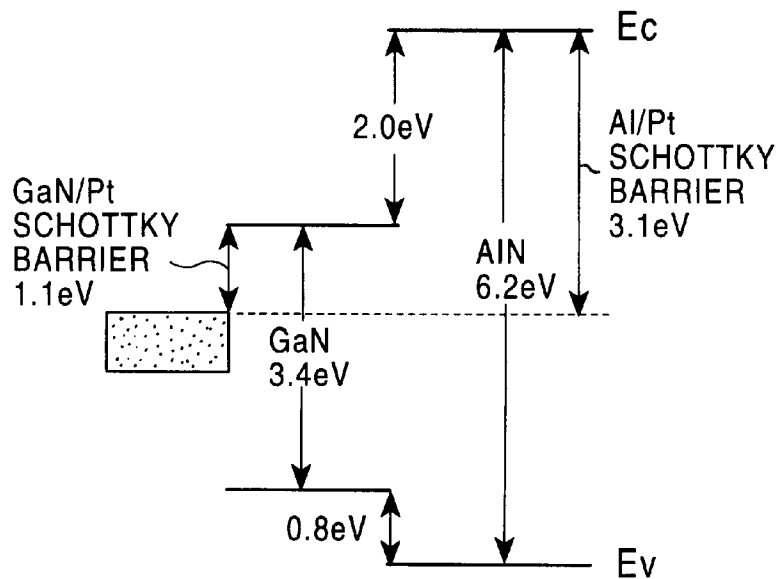 Ec
2.0eV
Al/Pt
SCHOTTKY
BARRIER
3.1eV
GaN/Pt
SCHOTTKY
BARRIER
1.1eV
AlN
6.2eV
GaN
3.4eV
0.8eV
Ev